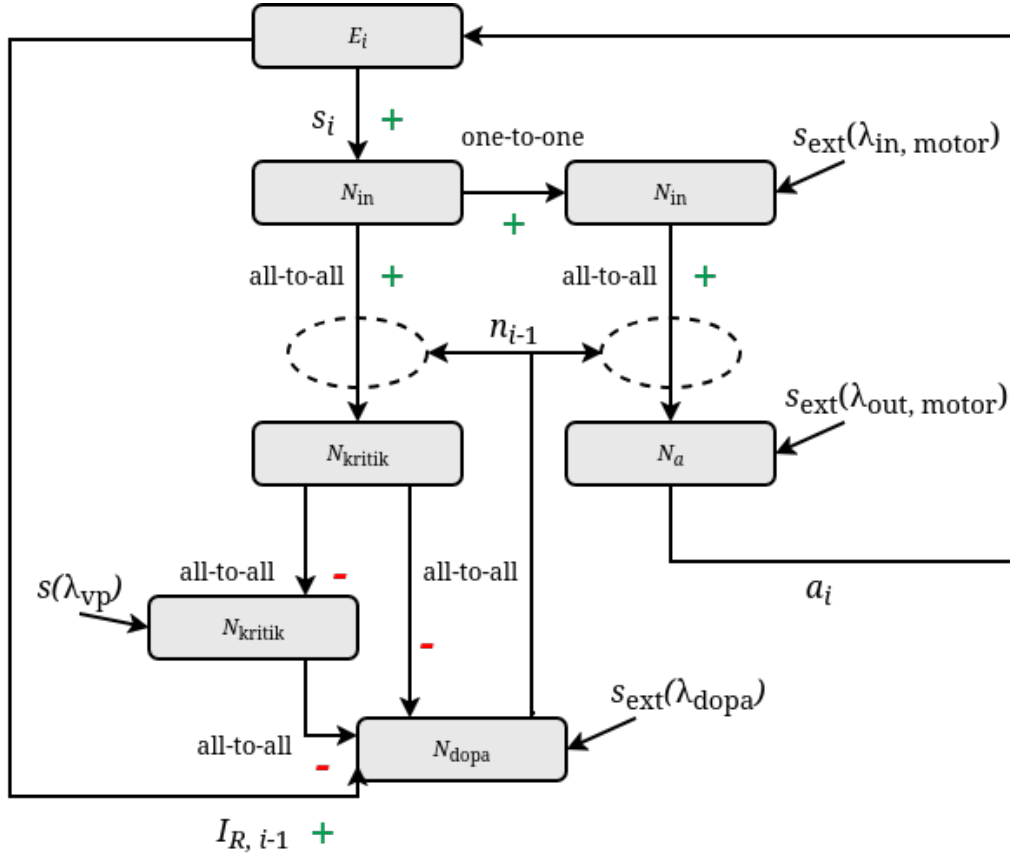 E_i
s_i +
one-to-one
s_ext(λ_in, motor)
N_in
N_in
+
all-to-all +
all-to-all +
n_i-1
s_ext(λ_out, motor)
N_kritik
N_a
all-to-all -
all-to-all
s(λ_vp)
a_i
N_kritik
-
s_ext(λ_dopa)
all-to-all
-
N_dopa
I_R, i-1 +